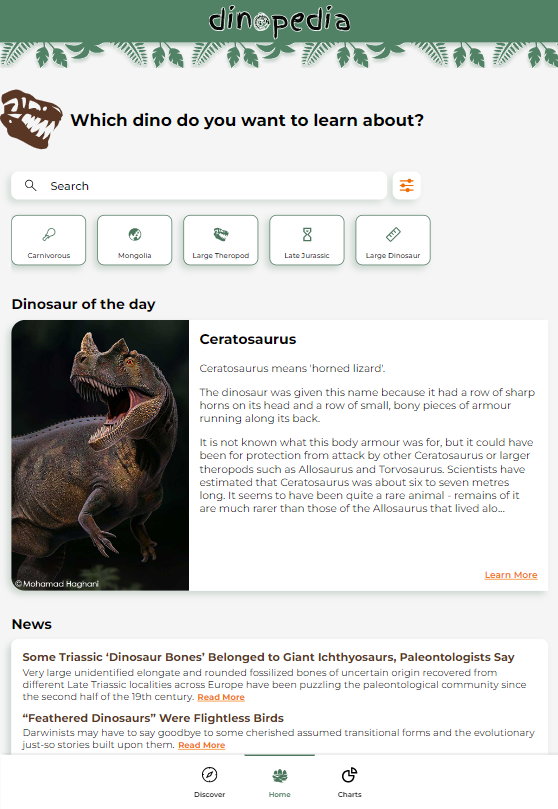 dinopedia
Which dino do you want to learn about?
Search
Carnivorous
Mongolia
Large Theropod
Late Jurassic
Large Dinosaur
Dinosaur of the day
Ceratosaurus
Ceratosaurus means 'horned lizard'.
The dinosaur was given this name because it had a row of sharp
horns on its head and a row of small, bony pieces of armour
running along its back.
It is not known what this body armour was for, but it could have
been for protection from attack by other Ceratosaurus or larger
theropods such as Allosaurus and Torvosaurus. Scientists have
estimated that Ceratosaurus was about six to seven metres
long. It seems to have been quite a rare animal - remains of it
are much rarer than those of the Allosaurus that lived alo...
©Mohamad Haghani
Learn More
News
Some Triassic ‘Dinosaur Bones’ Belonged to Giant Ichthyosaurs, Paleontologists Say
Very large unidentified elongate and rounded fossilized bones of uncertain origin recovered from
different Late Triassic localities across Europe have been puzzling the paleontological community since
the second half of the 19th century. Read More
“Feathered Dinosaurs” Were Flightless Birds
Darwinists may have to say goodbye to some cherished assumed transitional forms and the evolutionary
just-so stories built upon them. Read More
Discover
Home
Charts